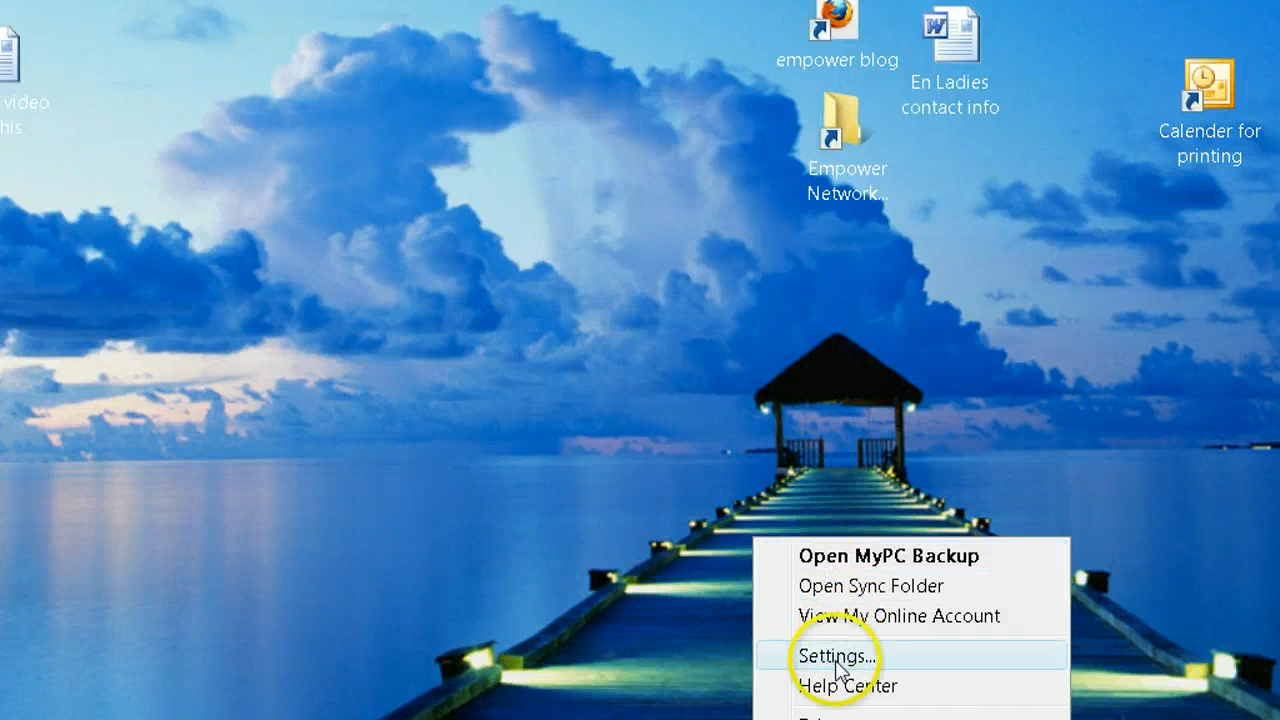 video
his
empower blog
Empower
Network...
En Ladies
contact info
Calender for
printing
Open MyPC Backup
Open Sync Folder
View My Online Account
Settings...
Help Center